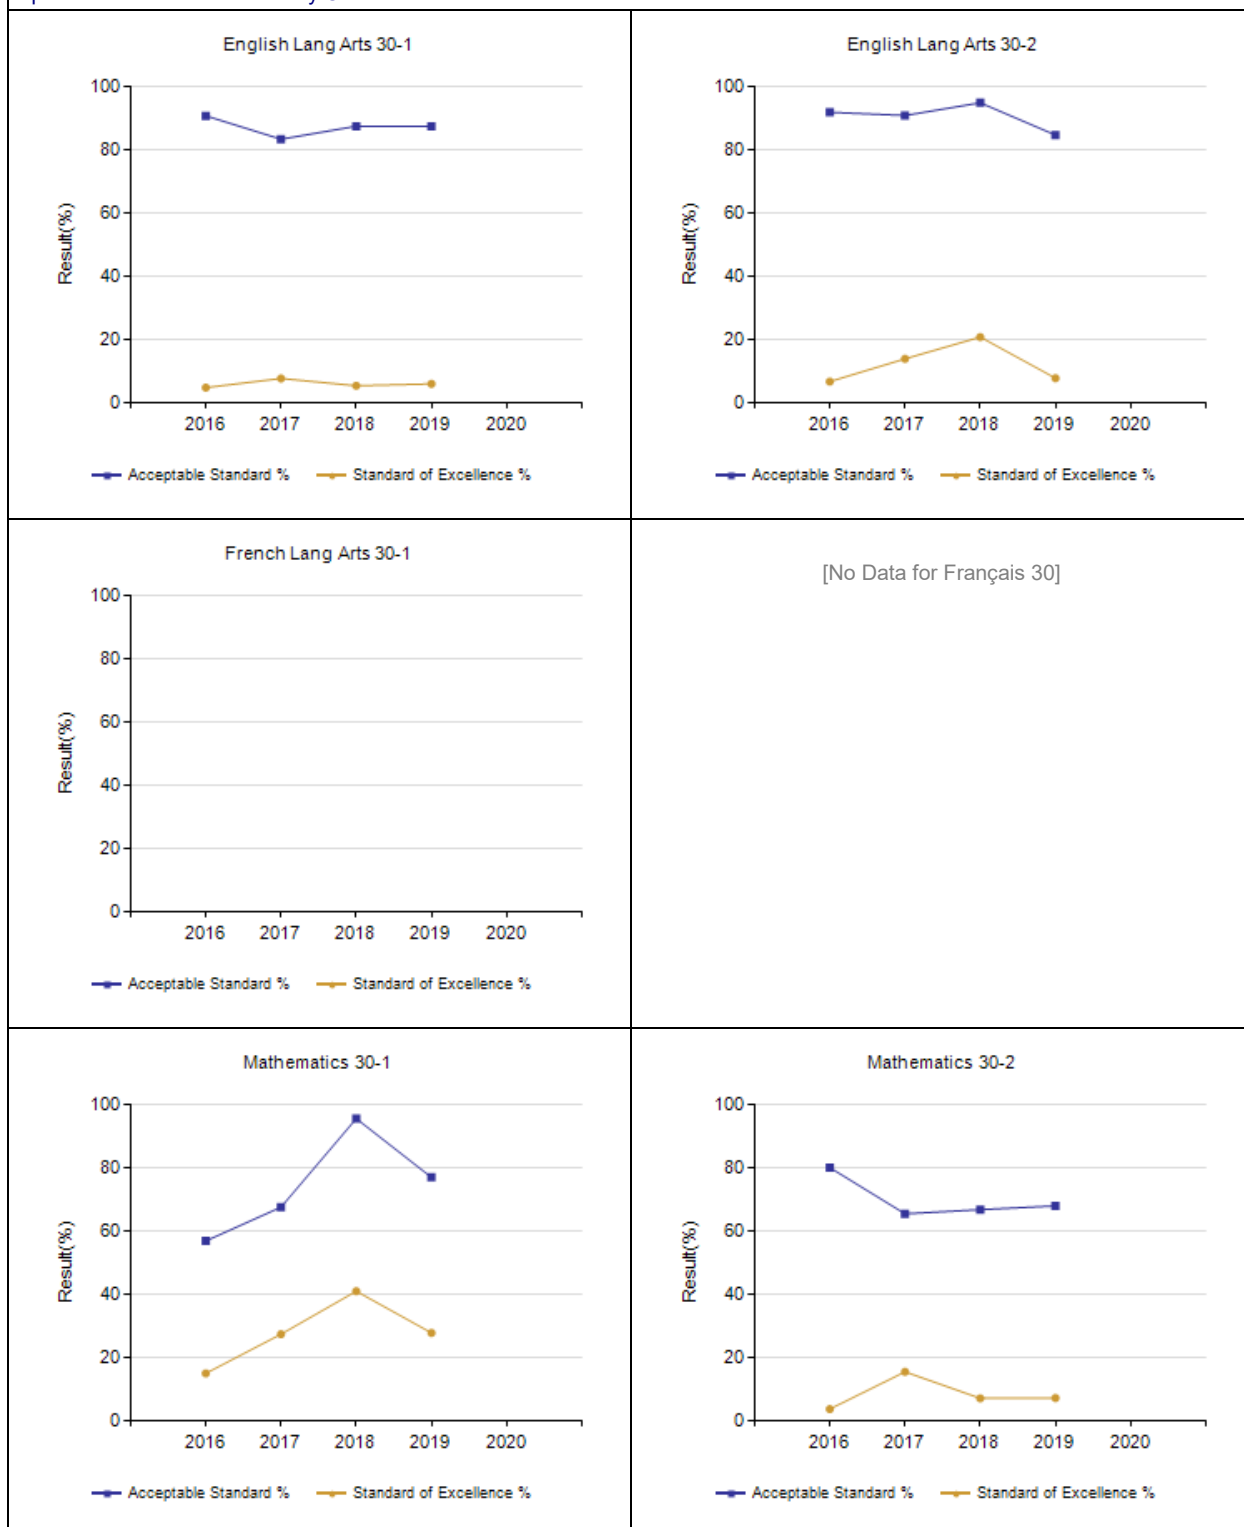 English Lang Arts 30-1
100
80
60
40
20
0
Result(%)
2016 2017 2018 2019 2020
Acceptable Standard % Standard of Excellence %
English Lang Arts 30-2
100
80
60
40
20
0
Result(%)
2016 2017 2018 2019 2020
Acceptable Standard % Standard of Excellence %
French Lang Arts 30-1
100
80
60
40
20
0
Result(%)
2016 2017 2018 2019 2020
Acceptable Standard % Standard of Excellence %
[No Data for Français 30]
Mathematics 30-1
100
80
60
40
20
0
Result(%)
2016 2017 2018 2019 2020
Acceptable Standard % Standard of Excellence %
Mathematics 30-2
100
80
60
40
20
0
Result(%)
2016 2017 2018 2019 2020
Acceptable Standard % Standard of Excellence %